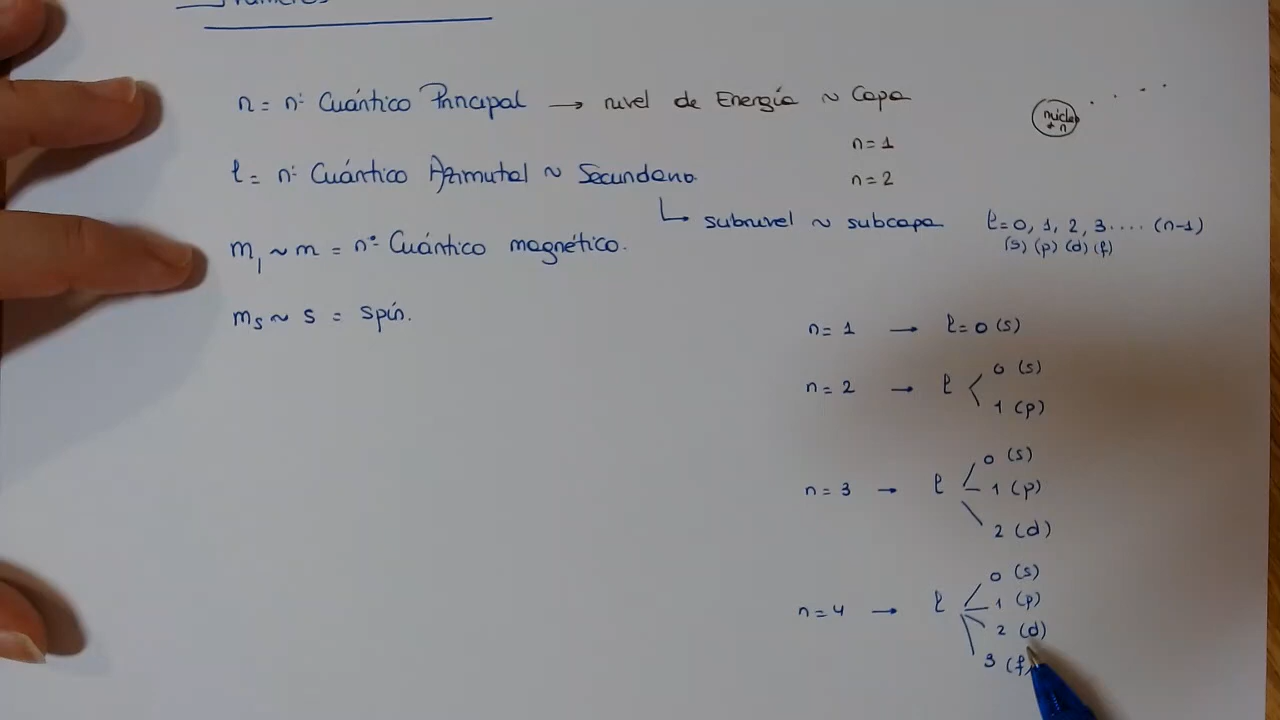 n = nº Cuántico Principal → nivel de Energía ~ Capa
núcleo
+ n
n = 1
l = nº Cuántico Azimutal ~ Secundario.
n = 2
↳ subnivel ~ subcapa l = 0, 1, 2, 3 .... (n-1)
(s) (p) (d) (f)
m₁ ~ m = nº Cuántico magnético.
ms ~ s = spín.
n = 1 → l = 0 (s)
n = 2 → l < 0 (s)
1 (p)
n = 3 → l 0 (s)
1 (p)
2 (d)
n = 4 → l 0 (s)
1 (p)
2 (d)
3 (f)